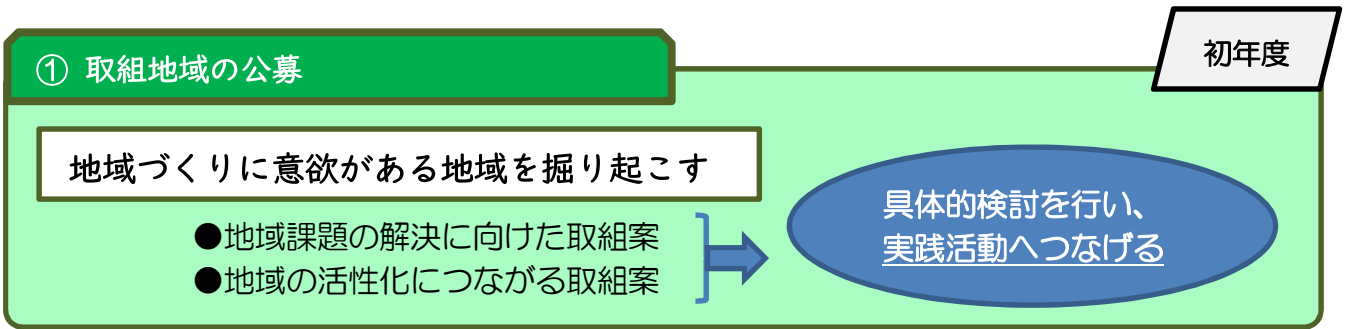 初年度
① 取組地域の公募
地域づくりに意欲がある地域を掘り起こす
●地域課題の解決に向けた取組案
●地域の活性化につながる取組案
具体的検討を行い、
実践活動へつなげる